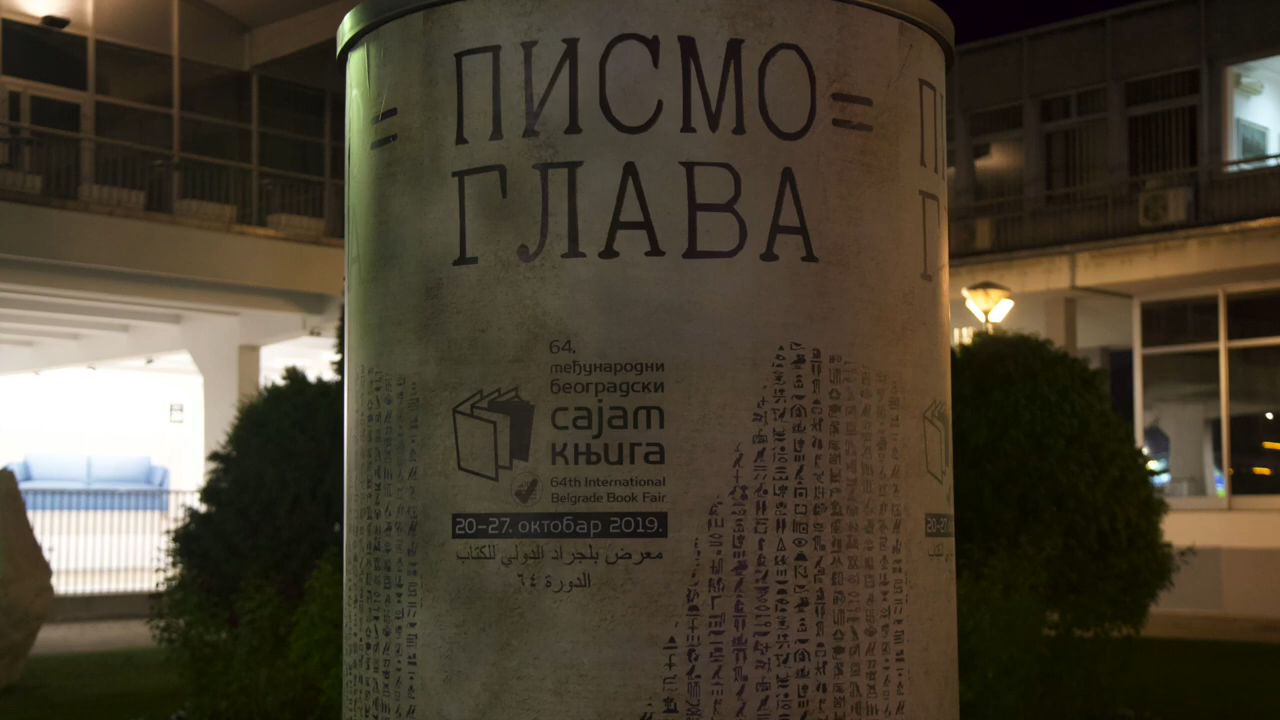 = ПИСМО =
ГЛАВА
64.
међународни
београдски
сајам
књига
64th International
Belgrade Book Fair
20-27. октобар 2019.
معرض بلجراد الدولي للكتاب
الدورة ٦٤